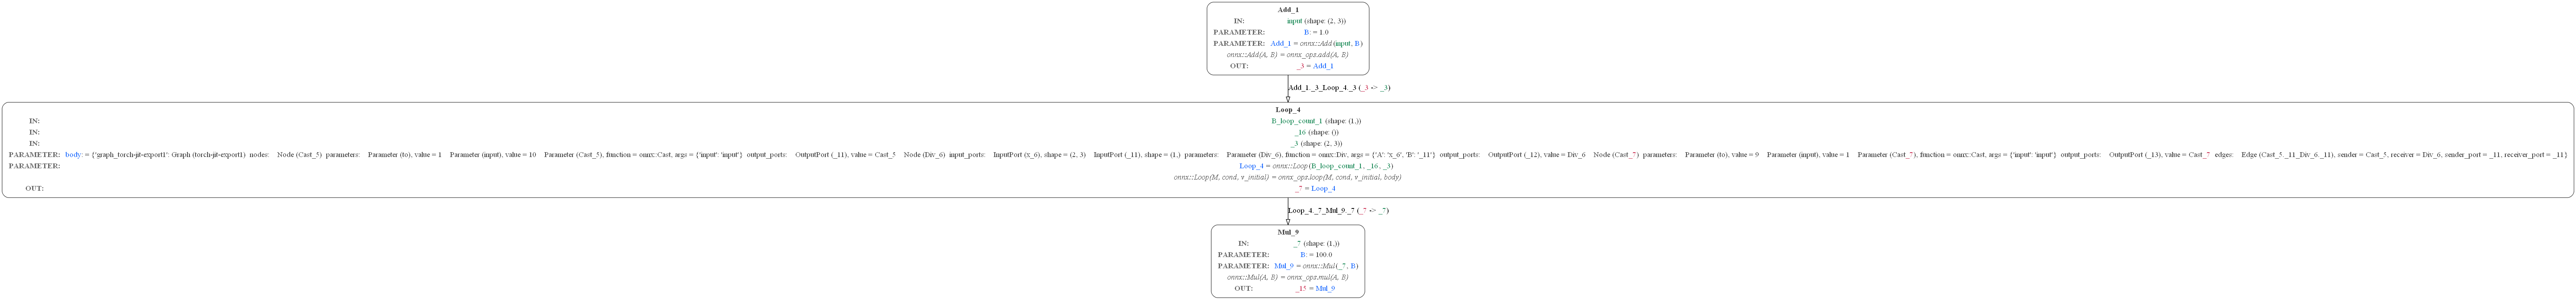 Add_1
IN: input (shape: (2, 3))
PARAMETER: B: = 1.0
PARAMETER: Add_1 = onnx::Add(input, B)
onnx::Add(A, B) = onnx_ops.add(A, B)
OUT: _3 = Add_1
Add_1._3_Loop_4._3 (_3 -> _3)
Loop_4
IN: B_loop_count_1 (shape: (1,))
IN: _16 (shape: ())
IN: _3 (shape: (2, 3))
PARAMETER: body: = {'graph_torch-jit-export1': Graph (torch-jit-export1) nodes: Node (Cast_5) parameters: Parameter (to), value = 1 Parameter (input), value = 10 Parameter (Cast_5), function = onnx::Cast, args = {'input': 'input'} output_ports: OutputPort (_11), value = Cast_5 Node (Div_6) input_ports: InputPort (x_6), shape = (2, 3) InputPort (_11), shape = (1,) parameters: Parameter (Div_6), function = onnx::Div, args = {'A': 'x_6', 'B': '_11'} output_ports: OutputPort (_12), value = Div_6 Node (Cast_7) parameters: Parameter (to), value = 9 Parameter (input), value = 1 Parameter (Cast_7), function = onnx::Cast, args = {'input': 'input'} output_ports: OutputPort (_13), value = Cast_7 edges: Edge (Cast_5._11_Div_6._11), sender = Cast_5, receiver = Div_6, sender_port = _11, receiver_port = _11}
PARAMETER: Loop_4 = onnx::Loop(B_loop_count_1, _16, _3)
onnx::Loop(M, cond, v_initial) = onnx_ops.loop(M, cond, v_initial, body)
OUT: _7 = Loop_4
Loop_4._7_Mul_9._7 (_7 -> _7)
Mul_9
IN: _7 (shape: (1,))
PARAMETER: B: = 100.0
PARAMETER: Mul_9 = onnx::Mul(_7, B)
onnx::Mul(A, B) = onnx_ops.mul(A, B)
OUT: _15 = Mul_9